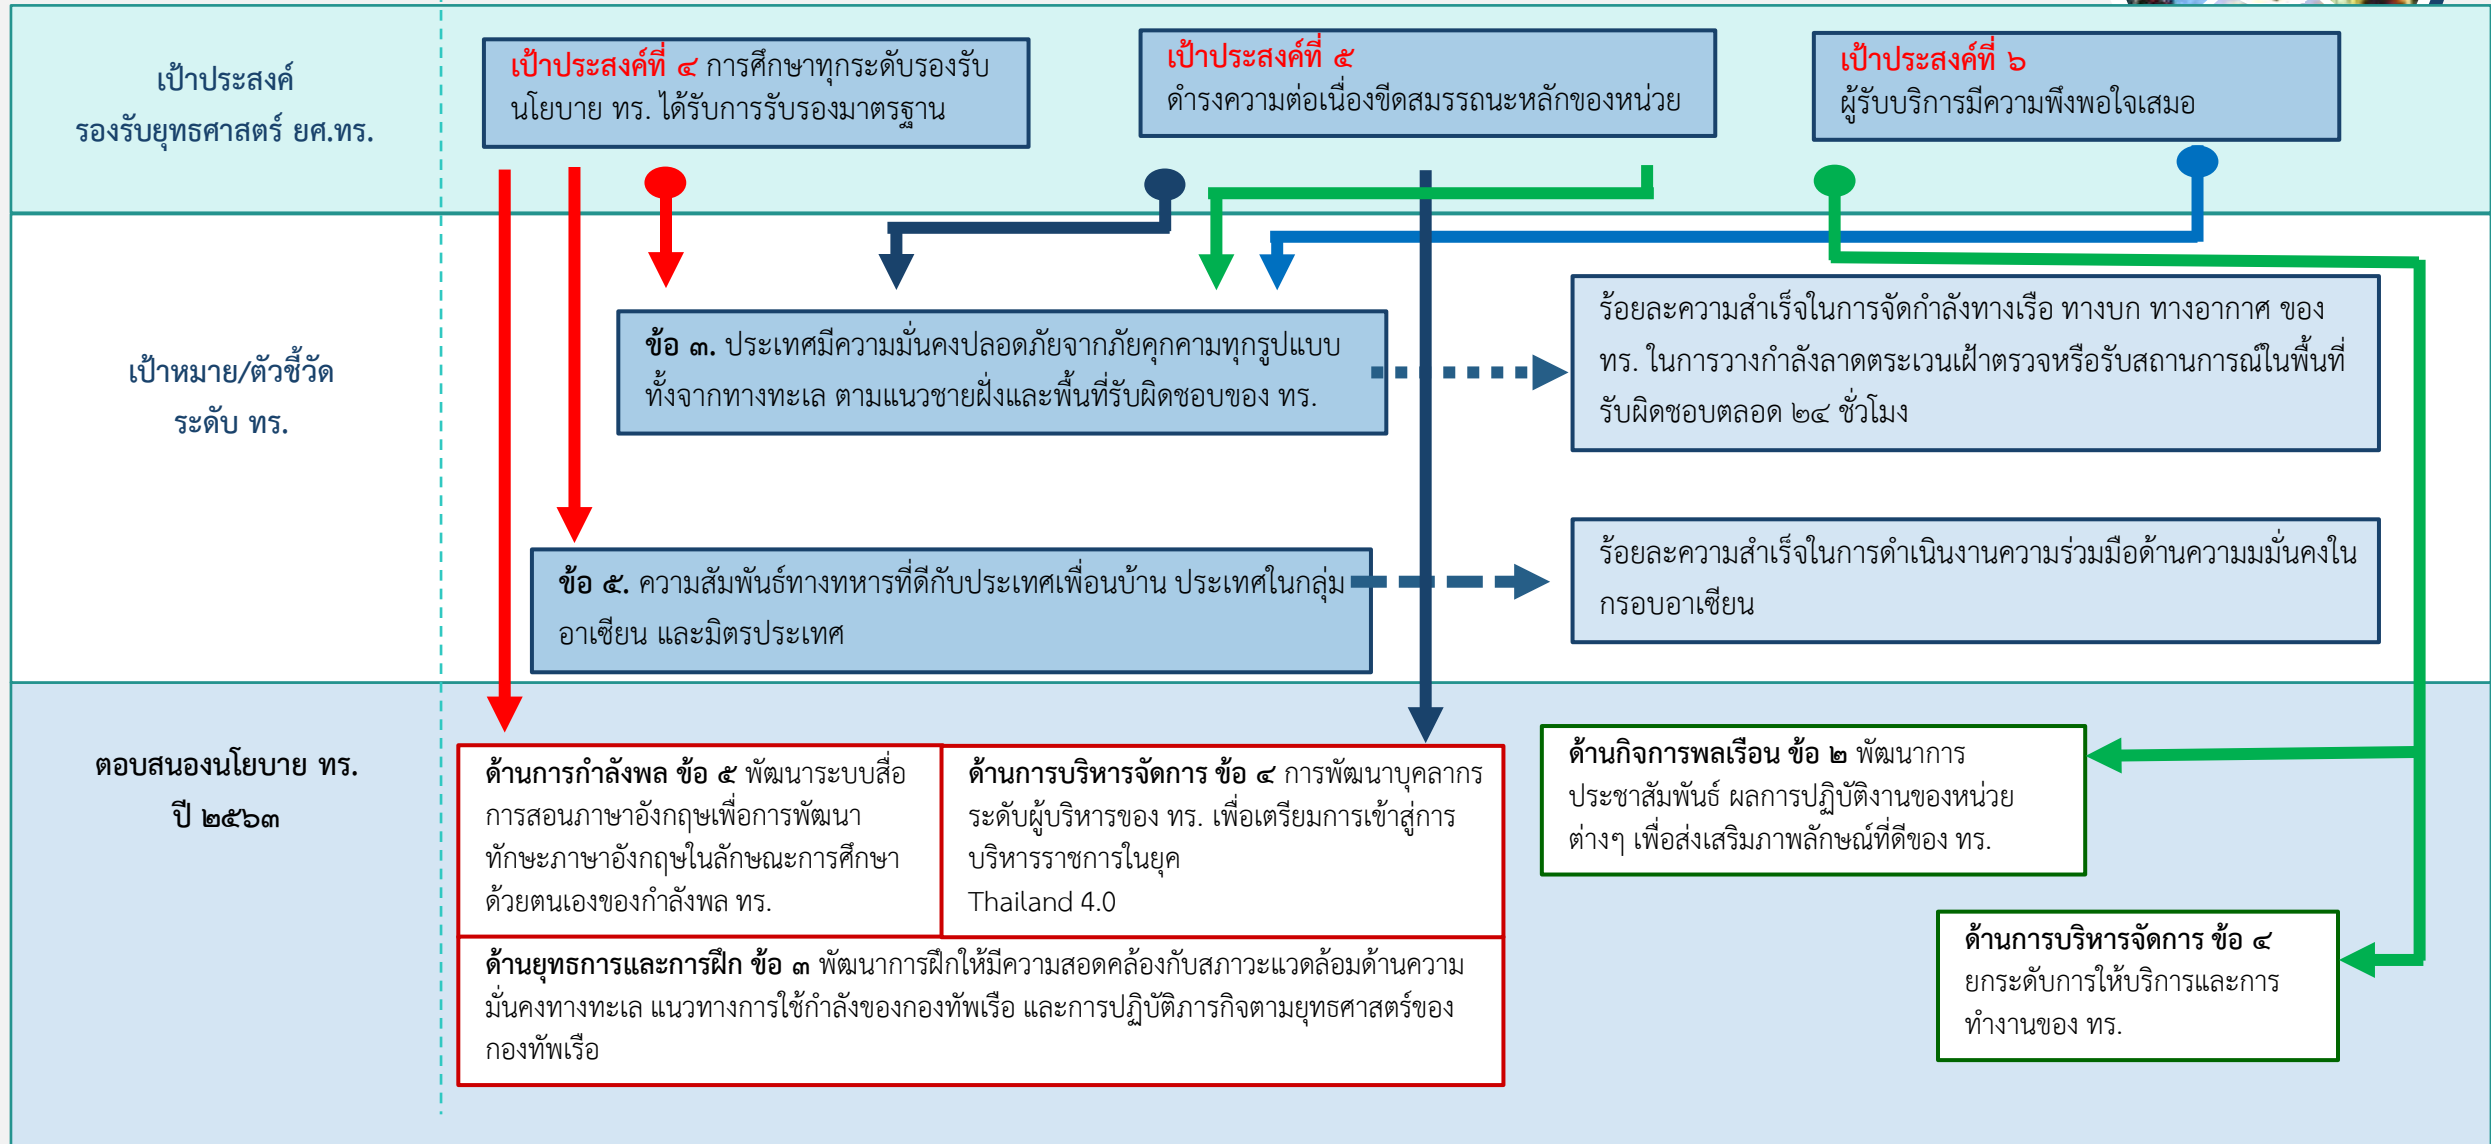 เป้าประสงค์
รองรับยุทธศาสตร์ ยศ.ทร.
เป้าประสงค์ที่ ๔ การศึกษาทุกระดับรองรับ
นโยบาย ทร. ได้รับการรับรองมาตรฐาน
เป้าประสงค์ที่ ๕
ดำรงความต่อเนื่องขีดสมรรถนะหลักของหน่วย
เป้าประสงค์ที่ ๖
ผู้รับบริการมีความพึงพอใจเสมอ
เป้าหมาย/ตัวชี้วัด
ระดับ ทร.
ข้อ ๓. ประเทศมีความมั่นคงปลอดภัยจากภัยคุกคามทุกรูปแบบ
ทั้งจากทางทะเล ตามแนวชายฝั่งและพื้นที่รับผิดชอบของ ทร.
ร้อยละความสำเร็จในการจัดกำลังทางเรือ ทางบก ทางอากาศ ของ
ทร. ในการวางกำลังลาดตระเวนเฝ้าตรวจหรือรับสถานการณ์ในพื้นที่
รับผิดชอบตลอด ๒๔ ชั่วโมง
ข้อ ๕. ความสัมพันธ์ทางทหารที่ดีกับประเทศเพื่อนบ้าน ประเทศในกลุ่ม
อาเซียน และมิตรประเทศ
ร้อยละความสำเร็จในการดำเนินงานความร่วมมือด้านความมมั่นคงใน
กรอบอาเซียน
ตอบสนองนโยบาย ทร.
ปี ๒๕๖๓
ด้านการกำลังพล ข้อ ๕ พัฒนาระบบสื่อ
การสอนภาษาอังกฤษเพื่อการพัฒนา
ทักษะภาษาอังกฤษในลักษณะการศึกษา
ด้วยตนเองของกำลังพล ทร.
ด้านการบริหารจัดการ ข้อ ๔ การพัฒนาบุคลากร
ระดับผู้บริหารของ ทร. เพื่อเตรียมการเข้าสู่การ
บริหารราชการในยุค
Thailand 4.0
ด้านยุทธการและการฝึก ข้อ ๓ พัฒนาการฝึกให้มีความสอดคล้องกับสภาวะแวดล้อมด้านความ
มั่นคงทางทะเล แนวทางการใช้กำลังของกองทัพเรือ และการปฏิบัติภารกิจตามยุทธศาสตร์ของ
กองทัพเรือ
ด้านกิจการพลเรือน ข้อ ๒ พัฒนาการ
ประชาสัมพันธ์ ผลการปฏิบัติงานของหน่วย
ต่างๆ เพื่อส่งเสริมภาพลักษณ์ที่ดีของ ทร.
ด้านการบริหารจัดการ ข้อ ๔
ยกระดับการให้บริการและการ
ทำงานของ ทร.